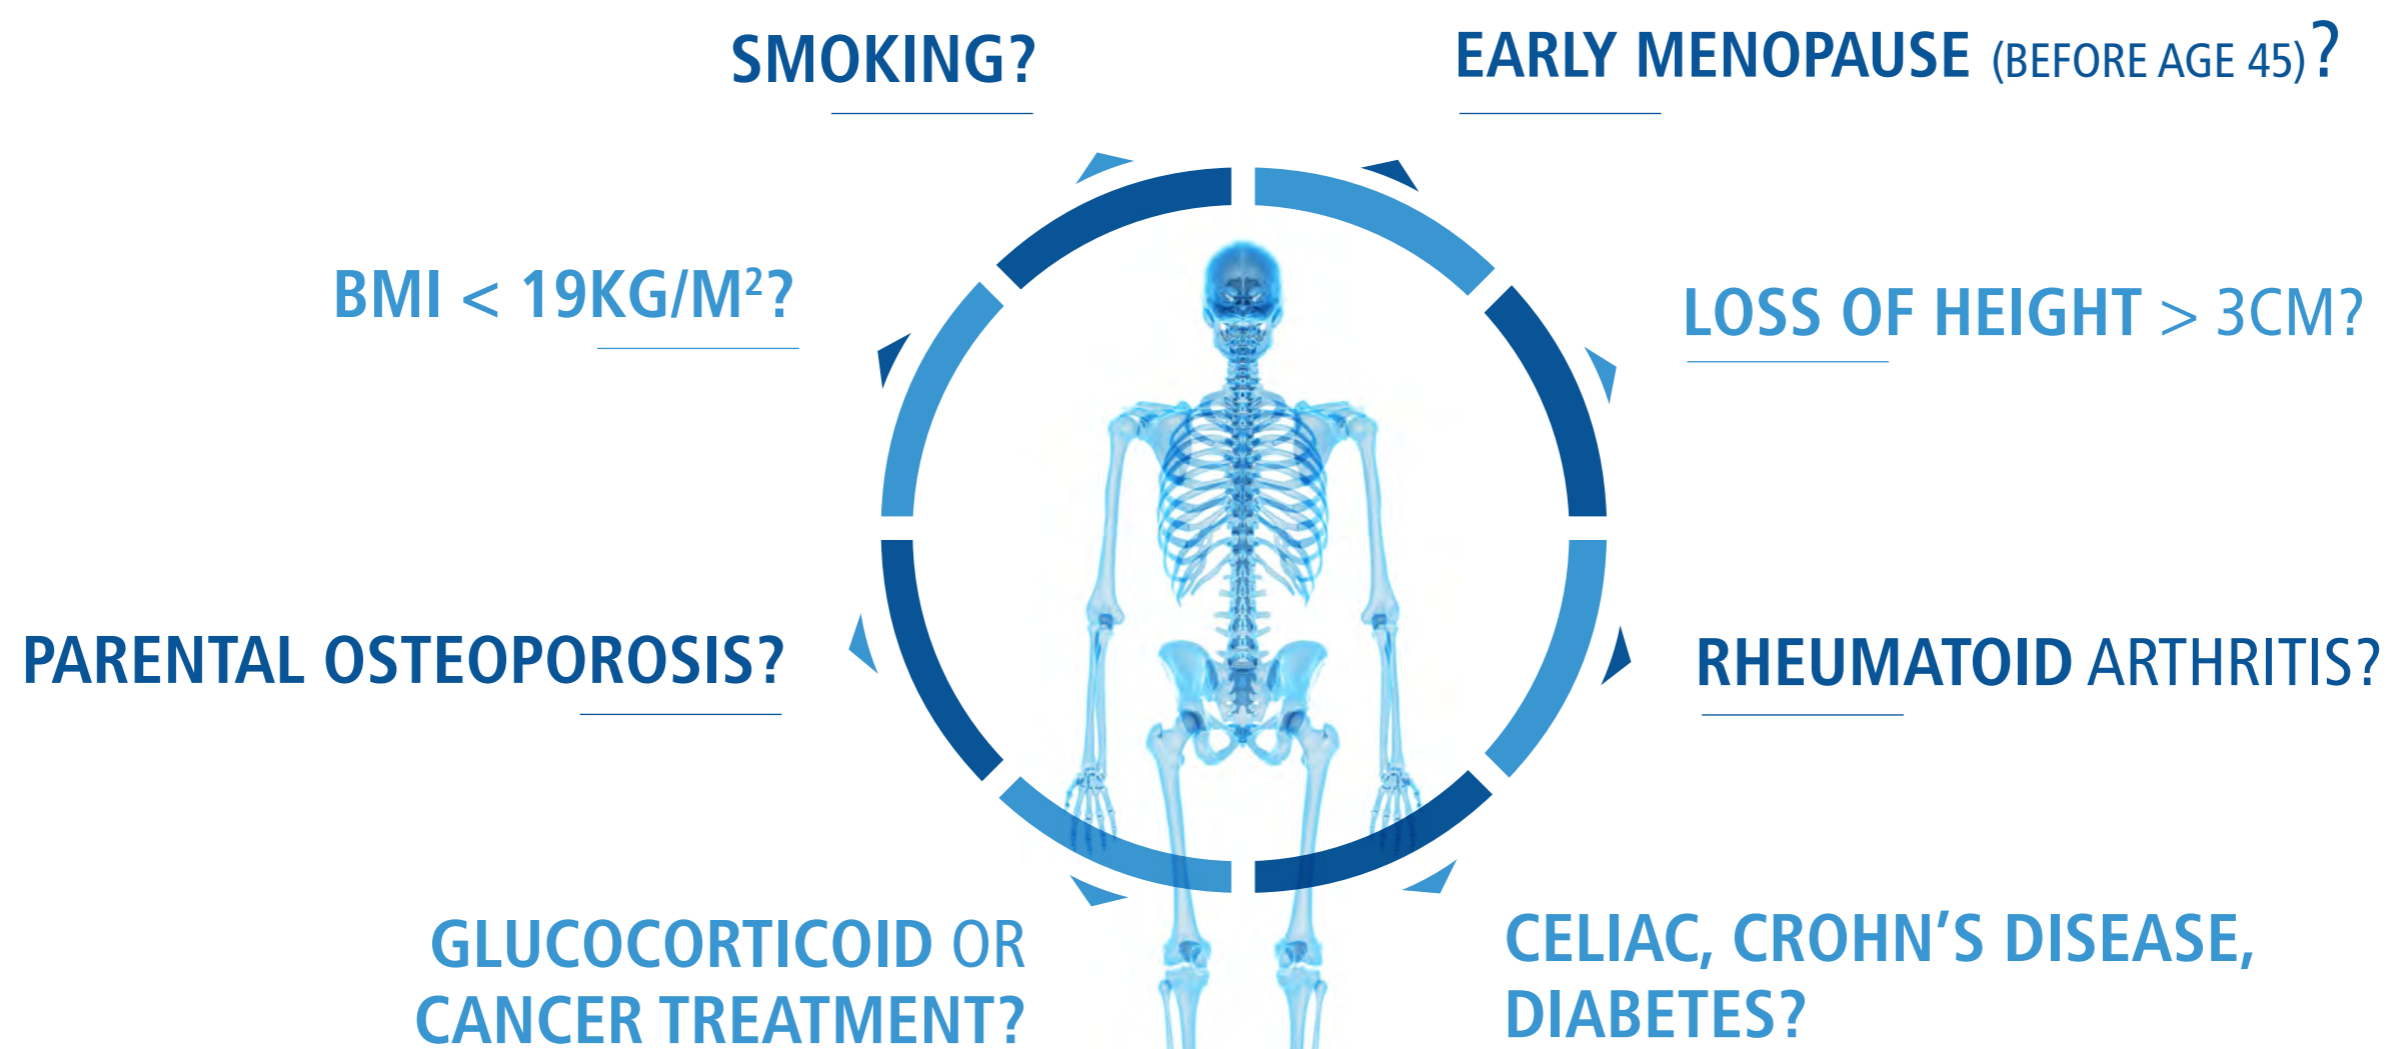 SMOKING?
EARLY MENOPAUSE (BEFORE AGE 45)?
BMI < 19KG/M²?
LOSS OF HEIGHT > 3CM?
PARENTAL OSTEOPOROSIS?
RHEUMATOID ARTHRITIS?
GLUCOCORTICOID OR
CANCER TREATMENT?
CELIAC, CROHN’S DISEASE,
DIABETES?